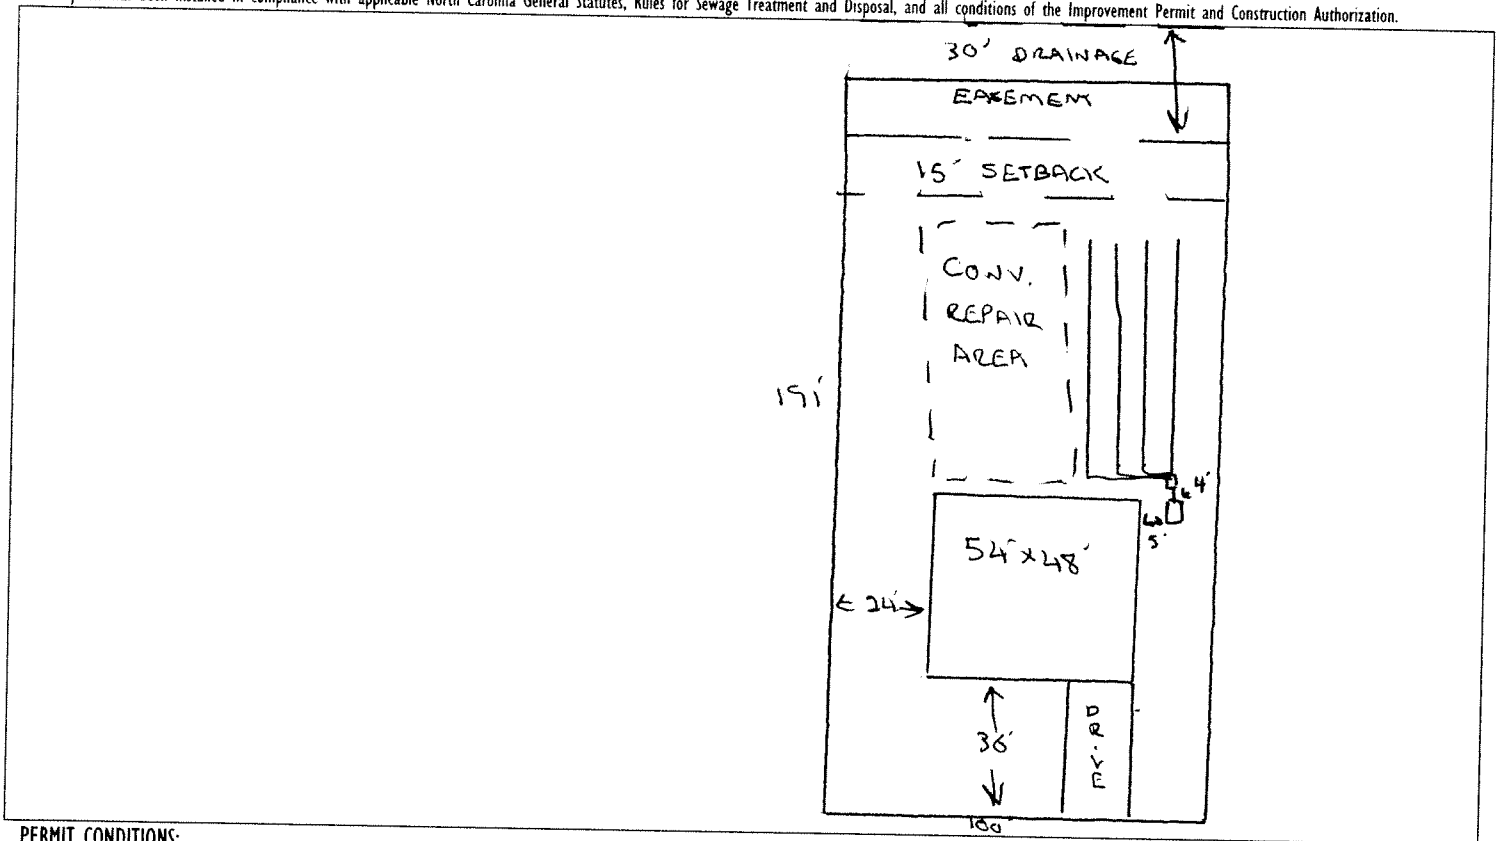 been installed in compliance with applicable North Carolina General Statutes, Rules for Sewage Treatment and Disposal, and all conditions of the Improvement Permit and Construction Authorization.
30' DRAINAGE
EASEMENT
15' SETBACK
CONV.
REPAIR
AREA
191'
4'
5'
54' x 48'
24'
36'
DRIVE
100'
PERMIT CONDITIONS: